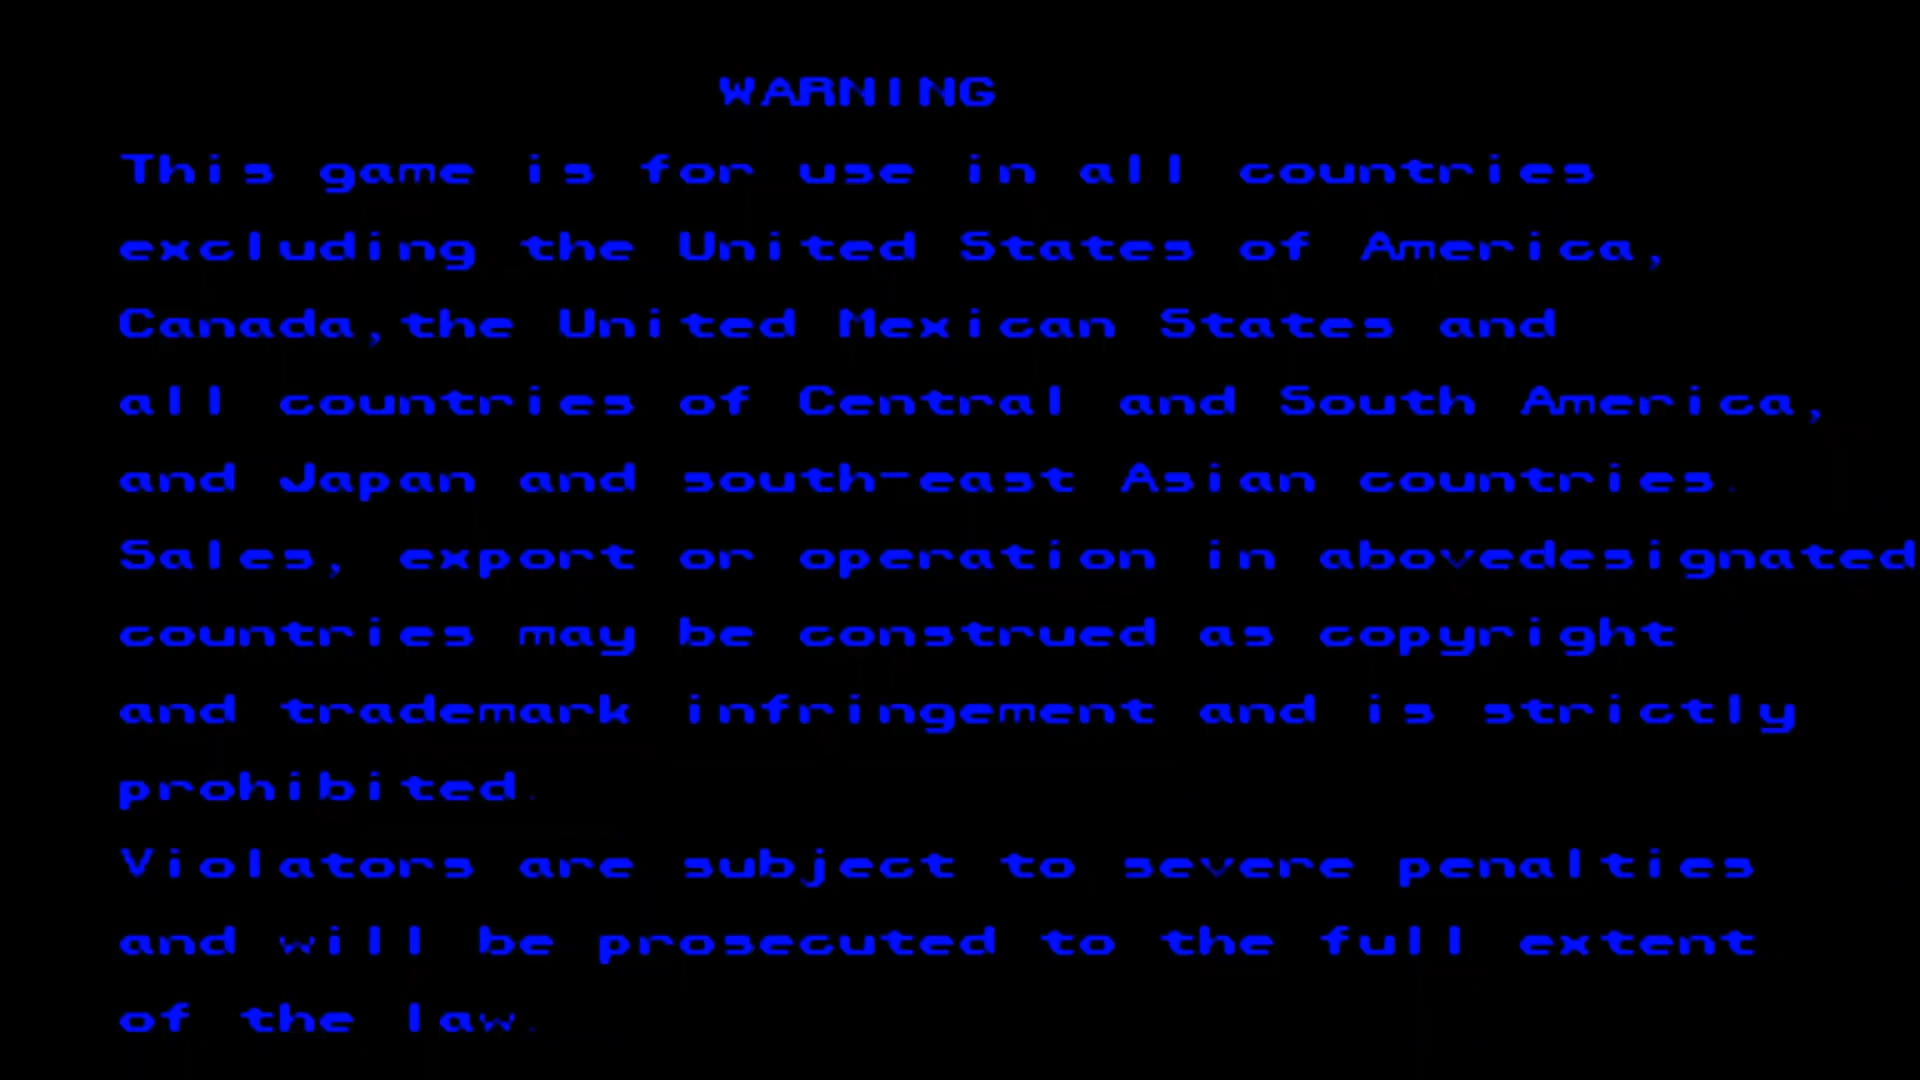 WARNING
This game is for use in all countries
excluding the United States of America,
Canada,the United Mexican States and
all countries of Central and South America,
and Japan and south-east Asian countries.
Sales, export or operation in abovedesignated
countries may be construed as copyright
and trademark infringement and is strictly
prohibited.
Violators are subject to severe penalties
and will be prosecuted to the full extent
of the law.